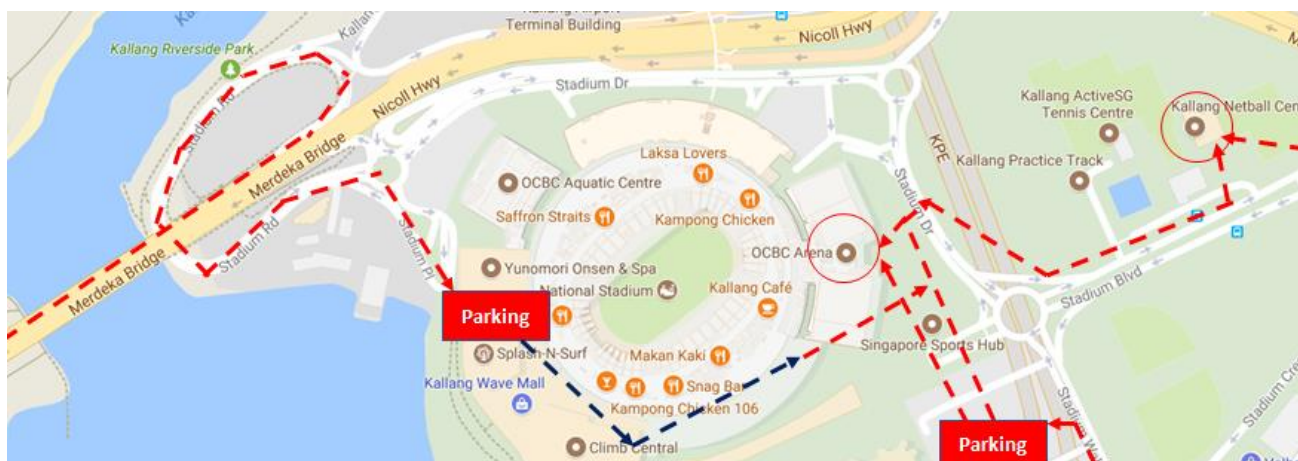 Kallang Airport
Terminal Building
Kallang
Kallang Riverside Park
Nicoll Hwy
Stadium Dr
Nicoll Hwy
Stadium Rd
Merdeka Bridge
Merdeka Bridge
Stadium Rd
Stadium Pl
KPE
Kallang ActiveSG
Tennis Centre
Kallang Netball Cen
Kallang Practice Track
Laksa Lovers
OCBC Aquatic Centre
Saffron Straits
Kampong Chicken
Stadium Dr
OCBC Arena
Yunomori Onsen & Spa
National Stadium
Kallang Café
Stadium Blvd
Parking
Singapore Sports Hub
Splash-N-Surf
Makan Kaki
Kallang Wave Mall
Snag Bar
Kampong Chicken 106
Climb Central
Parking